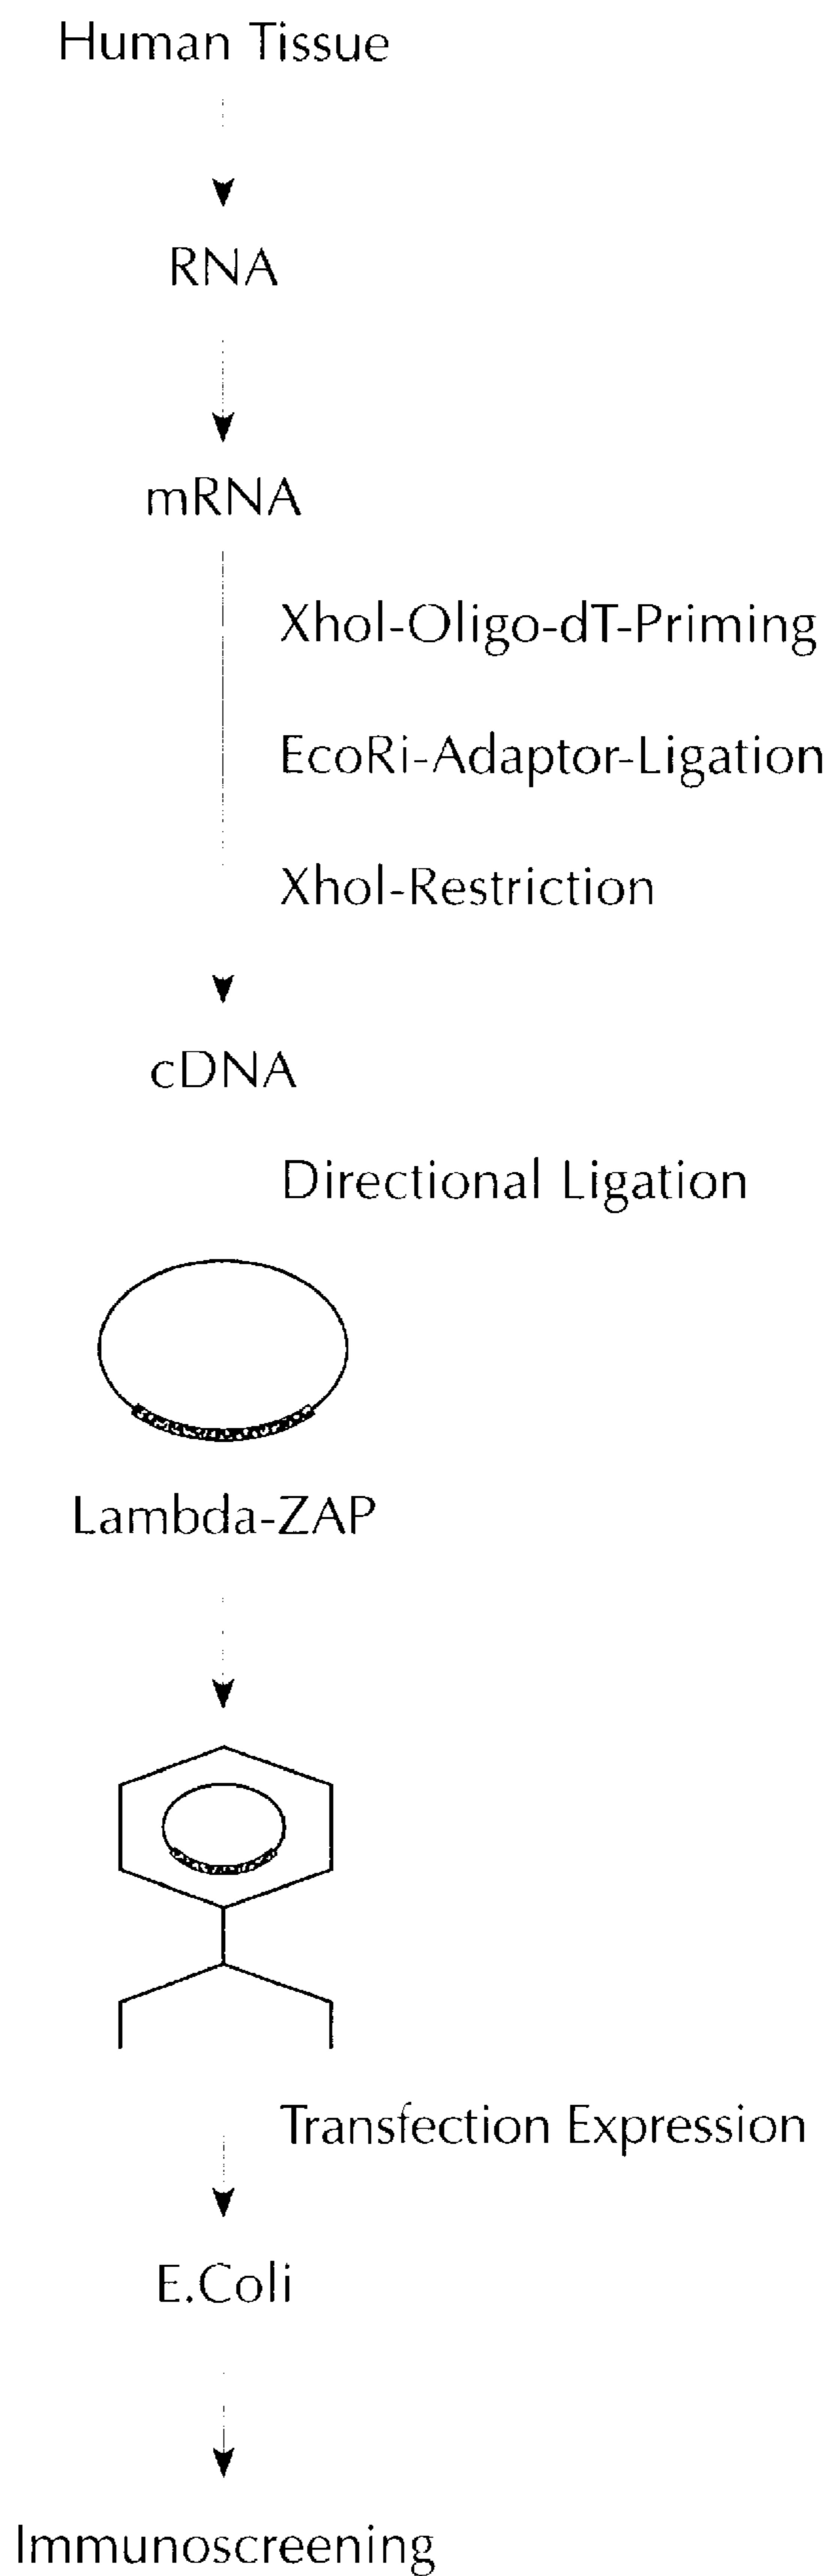 Human Tissue
RNA
mRNA
Xhol-Oligo-dT-Priming
EcoRi-Adaptor-Ligation
Xhol-Restriction
cDNA
Directional Ligation
Lambda-ZAP
Transfection Expression
E.Coli
Immunoscreening